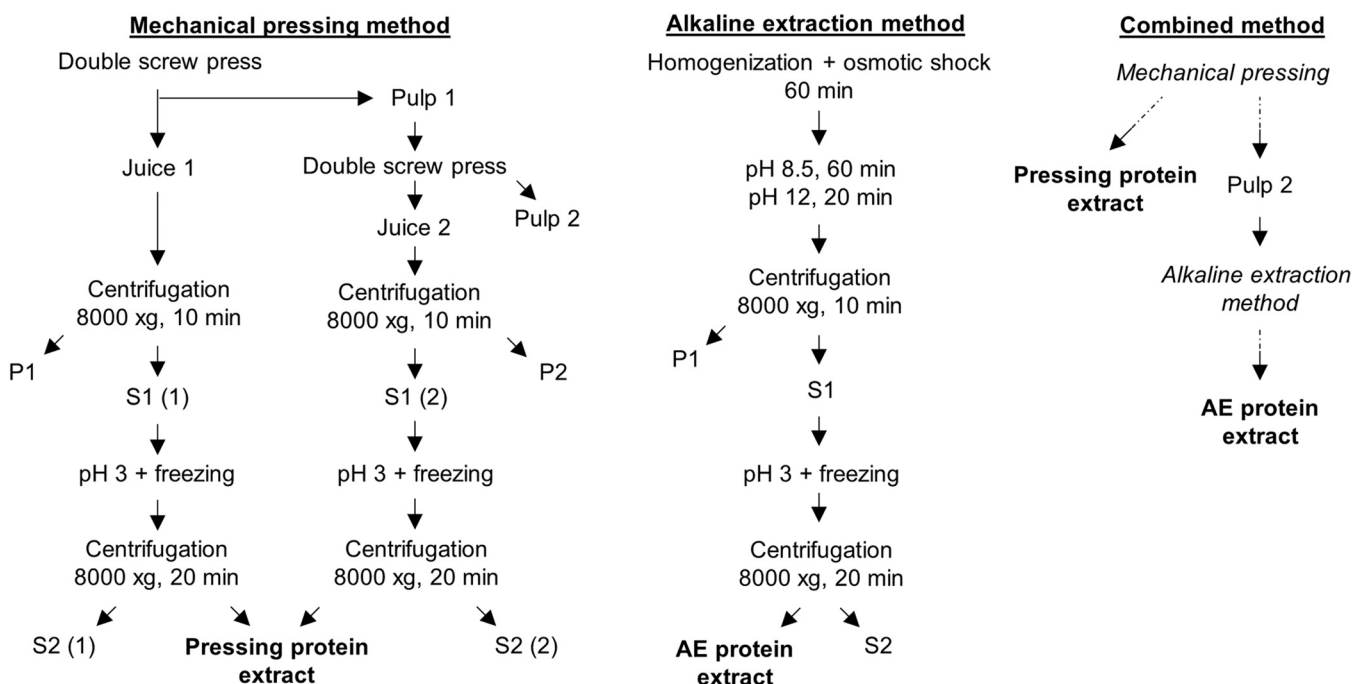 Mechanical pressing method
Double screw press
Pulp 1
Juice 1
Double screw press
Pulp 2
Juice 2
Centrifugation
8000 xg, 10 min
Centrifugation
8000 xg, 10 min
P1
P2
S1 (1)
S1 (2)
pH 3 + freezing
pH 3 + freezing
Centrifugation
8000 xg, 20 min
Centrifugation
8000 xg, 20 min
S2 (1)
Pressing protein
extract
S2 (2)
Alkaline extraction method
Homogenization + osmotic shock
60 min
pH 8.5, 60 min
pH 12, 20 min
Centrifugation
8000 xg, 10 min
P1
S1
pH 3 + freezing
Centrifugation
8000 xg, 20 min
AE protein
extract
S2
Combined method
Mechanical pressing
Pressing protein
extract
Pulp 2
Alkaline extraction
method
AE protein
extract